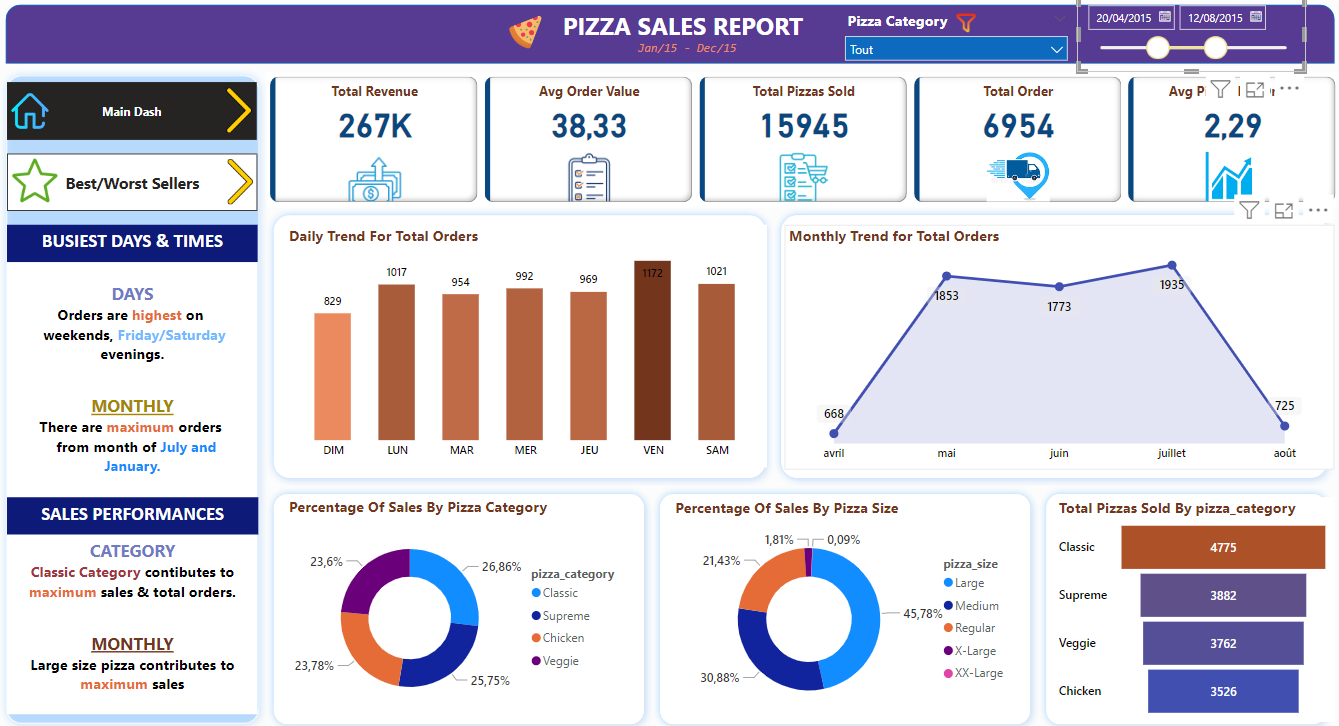 PIZZA SALES REPORT
Jan/15 - Dec/15
Pizza Category
Tout
20/04/2015
12/08/2015
Main Dash
Best/Worst Sellers
BUSIEST DAYS & TIMES
DAYS
Orders are highest on
weekends, Friday/Saturday
evenings.
MONTHLY
There are maximum orders
from month of July and
January.
SALES PERFORMANCES
CATEGORY
Classic Category contibutes to
maximum sales & total orders.
MONTHLY
Large size pizza contributes to
maximum sales
Total Revenue
267K
Avg Order Value
38,33
Total Pizzas Sold
15945
Total Order
6954
Avg
2,29
Daily Trend For Total Orders
829
1017
954
992
969
1172
1021
DIM
LUN
MAR
MER
JEU
VEN
SAM
Monthly Trend for Total Orders
668
1853
1773
1935
725
avril
mai
juin
juillet
août
Percentage Of Sales By Pizza Category
23,6%
26,86%
23,78%
25,75%
pizza_category
Classic
Supreme
Chicken
Veggie
Percentage Of Sales By Pizza Size
1,81%
0,09%
21,43%
45,78%
30,88%
pizza_size
Large
Medium
Regular
X-Large
XX-Large
Total Pizzas Sold By pizza_category
Classic
4775
Supreme
3882
Veggie
3762
Chicken
3526